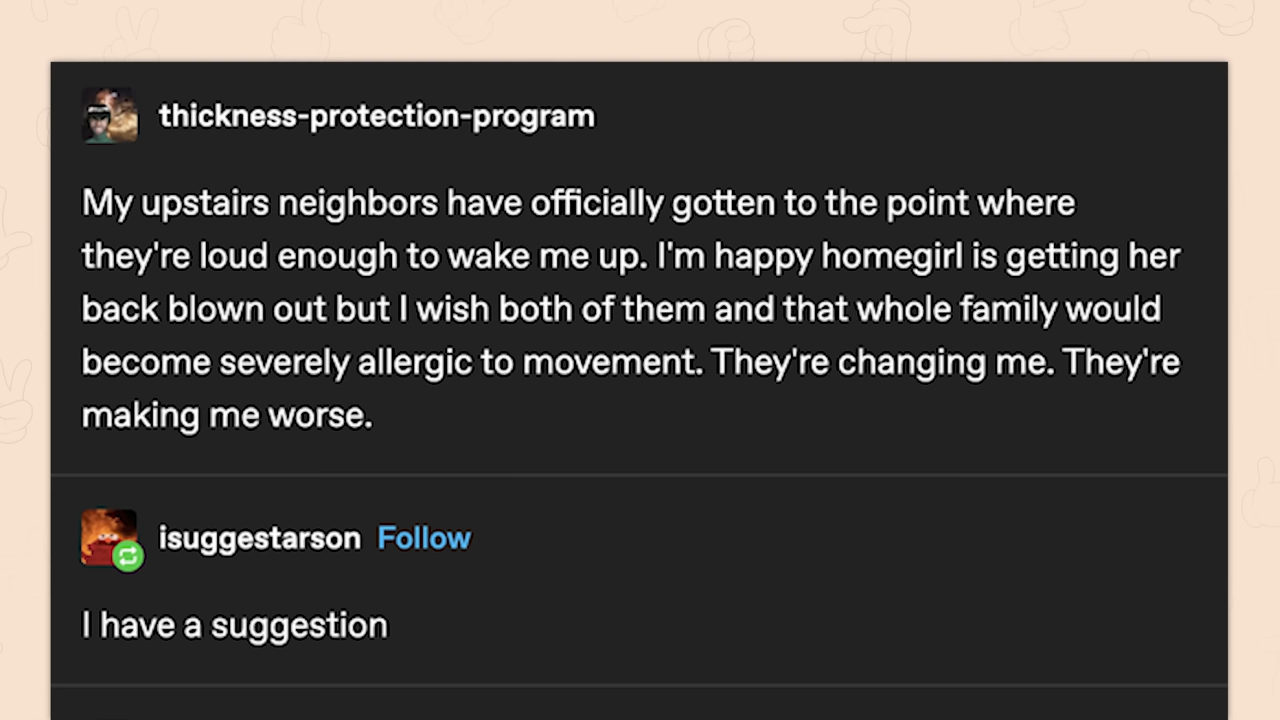 thickness-protection-program
My upstairs neighbors have officially gotten to the point where
they're loud enough to wake me up. I'm happy homegirl is getting her
back blown out but I wish both of them and that whole family would
become severely allergic to movement. They're changing me. They're
making me worse.
isuggestarson Follow
I have a suggestion